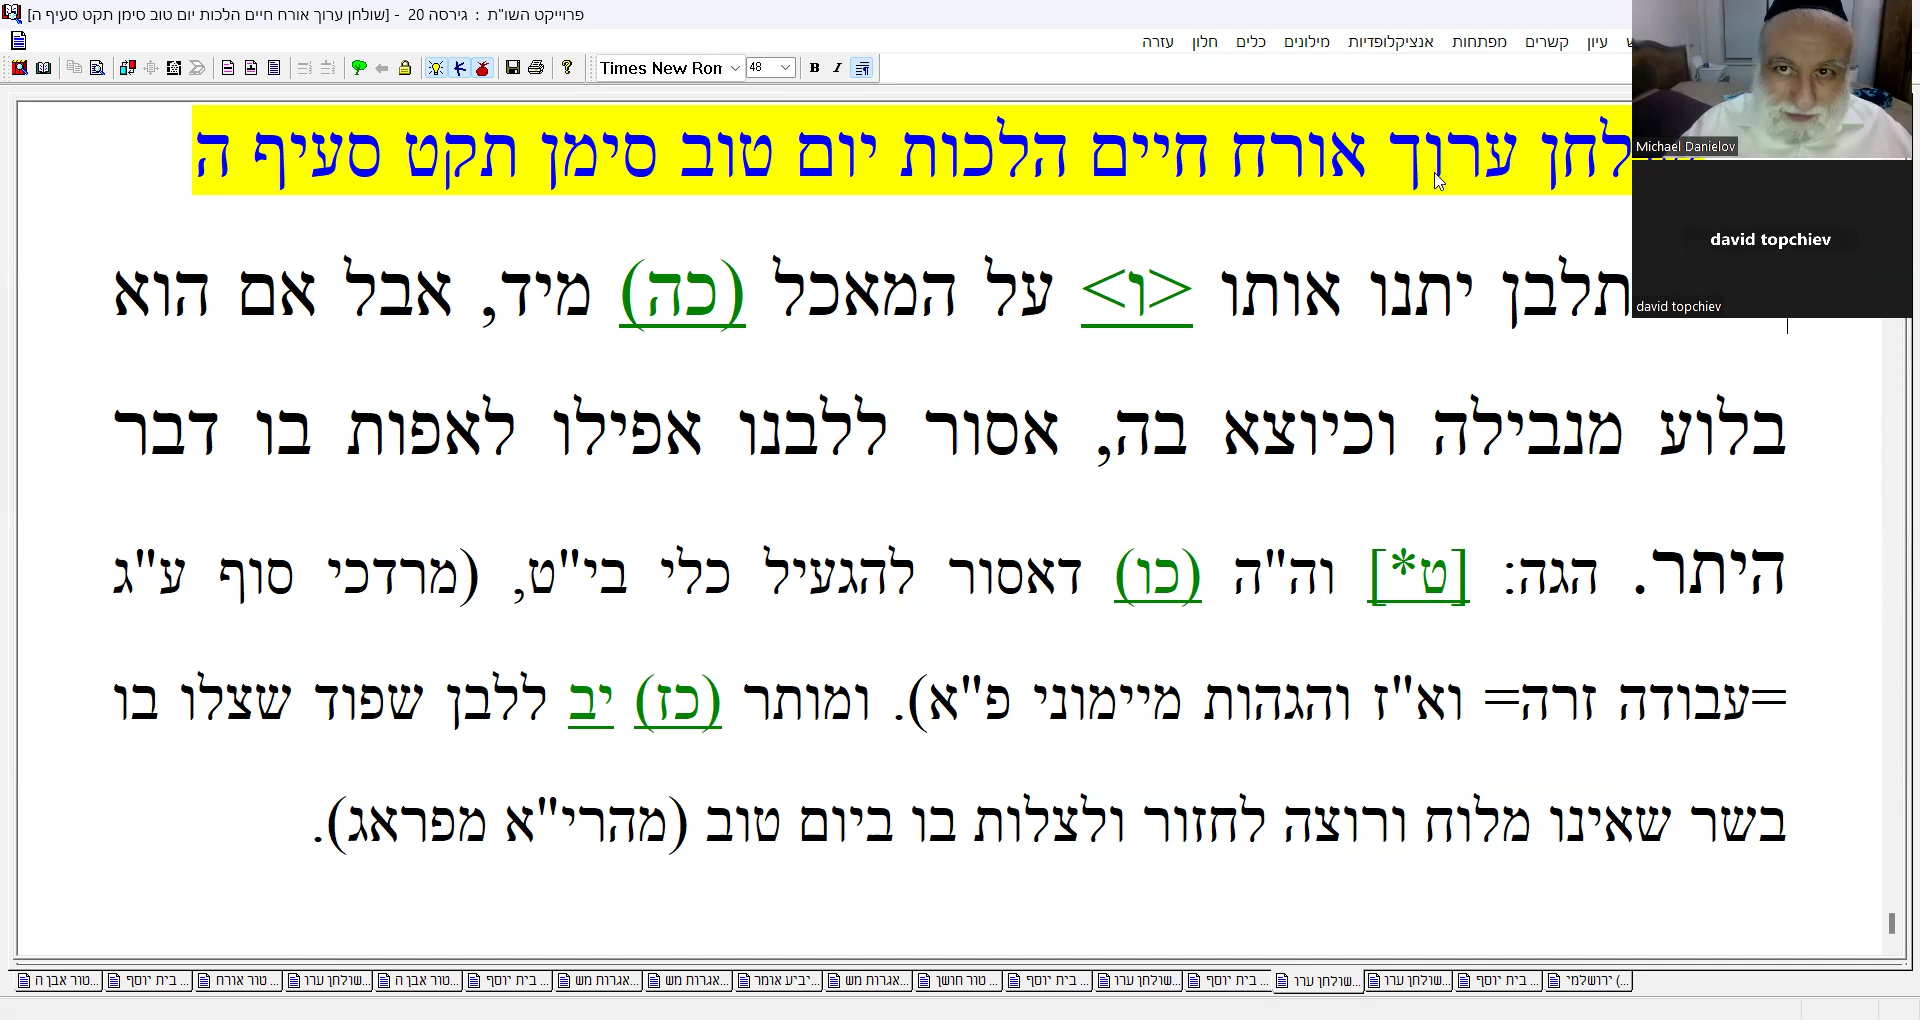 פרוייקט השו"ת : גירסה 20 - [שולחן ערוך אורח חיים הלכות יום טוב סימן תקט סעיף ה]
עיון קשרים מפתחות אנציקלופדיות מילונים כלים חלון עזרה
Times New Ron 48 B I
ערוך אורח חיים הלכות יום טוב סימן תקט סעיף ה
תלבן יתנו אותו <ו> על המאכל (כה) מיד, אבל אם הוא
בלוע מנבילה וכיוצא בה, אסור ללבנו אפילו לאפות בו דבר
היתר. הגה: [ט*] וה"ה (כו) דאסור להגעיל כלי בי"ט, (מרדכי סוף ע"ג
=עבודה זרה= וא"ז והגהות מיימוני פ"א). ומותר (כז) יב ללבן שפוד שצלו בו
בשר שאינו מלוח ורוצה לחזור ולצלות בו ביום טוב (מהרי"א מפראג).
Michael Danielov
david topchiev
david topchiev
ירושלמי (... בית יוסף ... שולחן ערו... שולחן ערו... בית יוסף ... שולחן ערו... בית יוסף ... טור חושן ... אגרות מש... יביע אומר... אגרות מש... אגרות מש... בית יוסף ... טור אבן ה... שולחן ערו... טור אורח ... בית יוסף ... טור אבן ה...